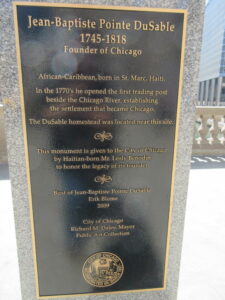 Jean-Baptiste Pointe DuSable
1745-1818
Founder of Chicago
African-Caribbean, born in St. Marc, Haiti.
In the 1770's he opened the first trading post
beside the Chicago River, establishing
the settlement that became Chicago.
The DuSable homestead was located near this site.
This monument is given to the City of Chicago
by Haitian-born Mr. Lesly Benodin
to honor the legacy of its founder.
Bust of Jean-Baptiste Pointe DuSable
Erik Blome
2009
City of Chicago
Richard M. Daley, Mayor
Public Art Collection